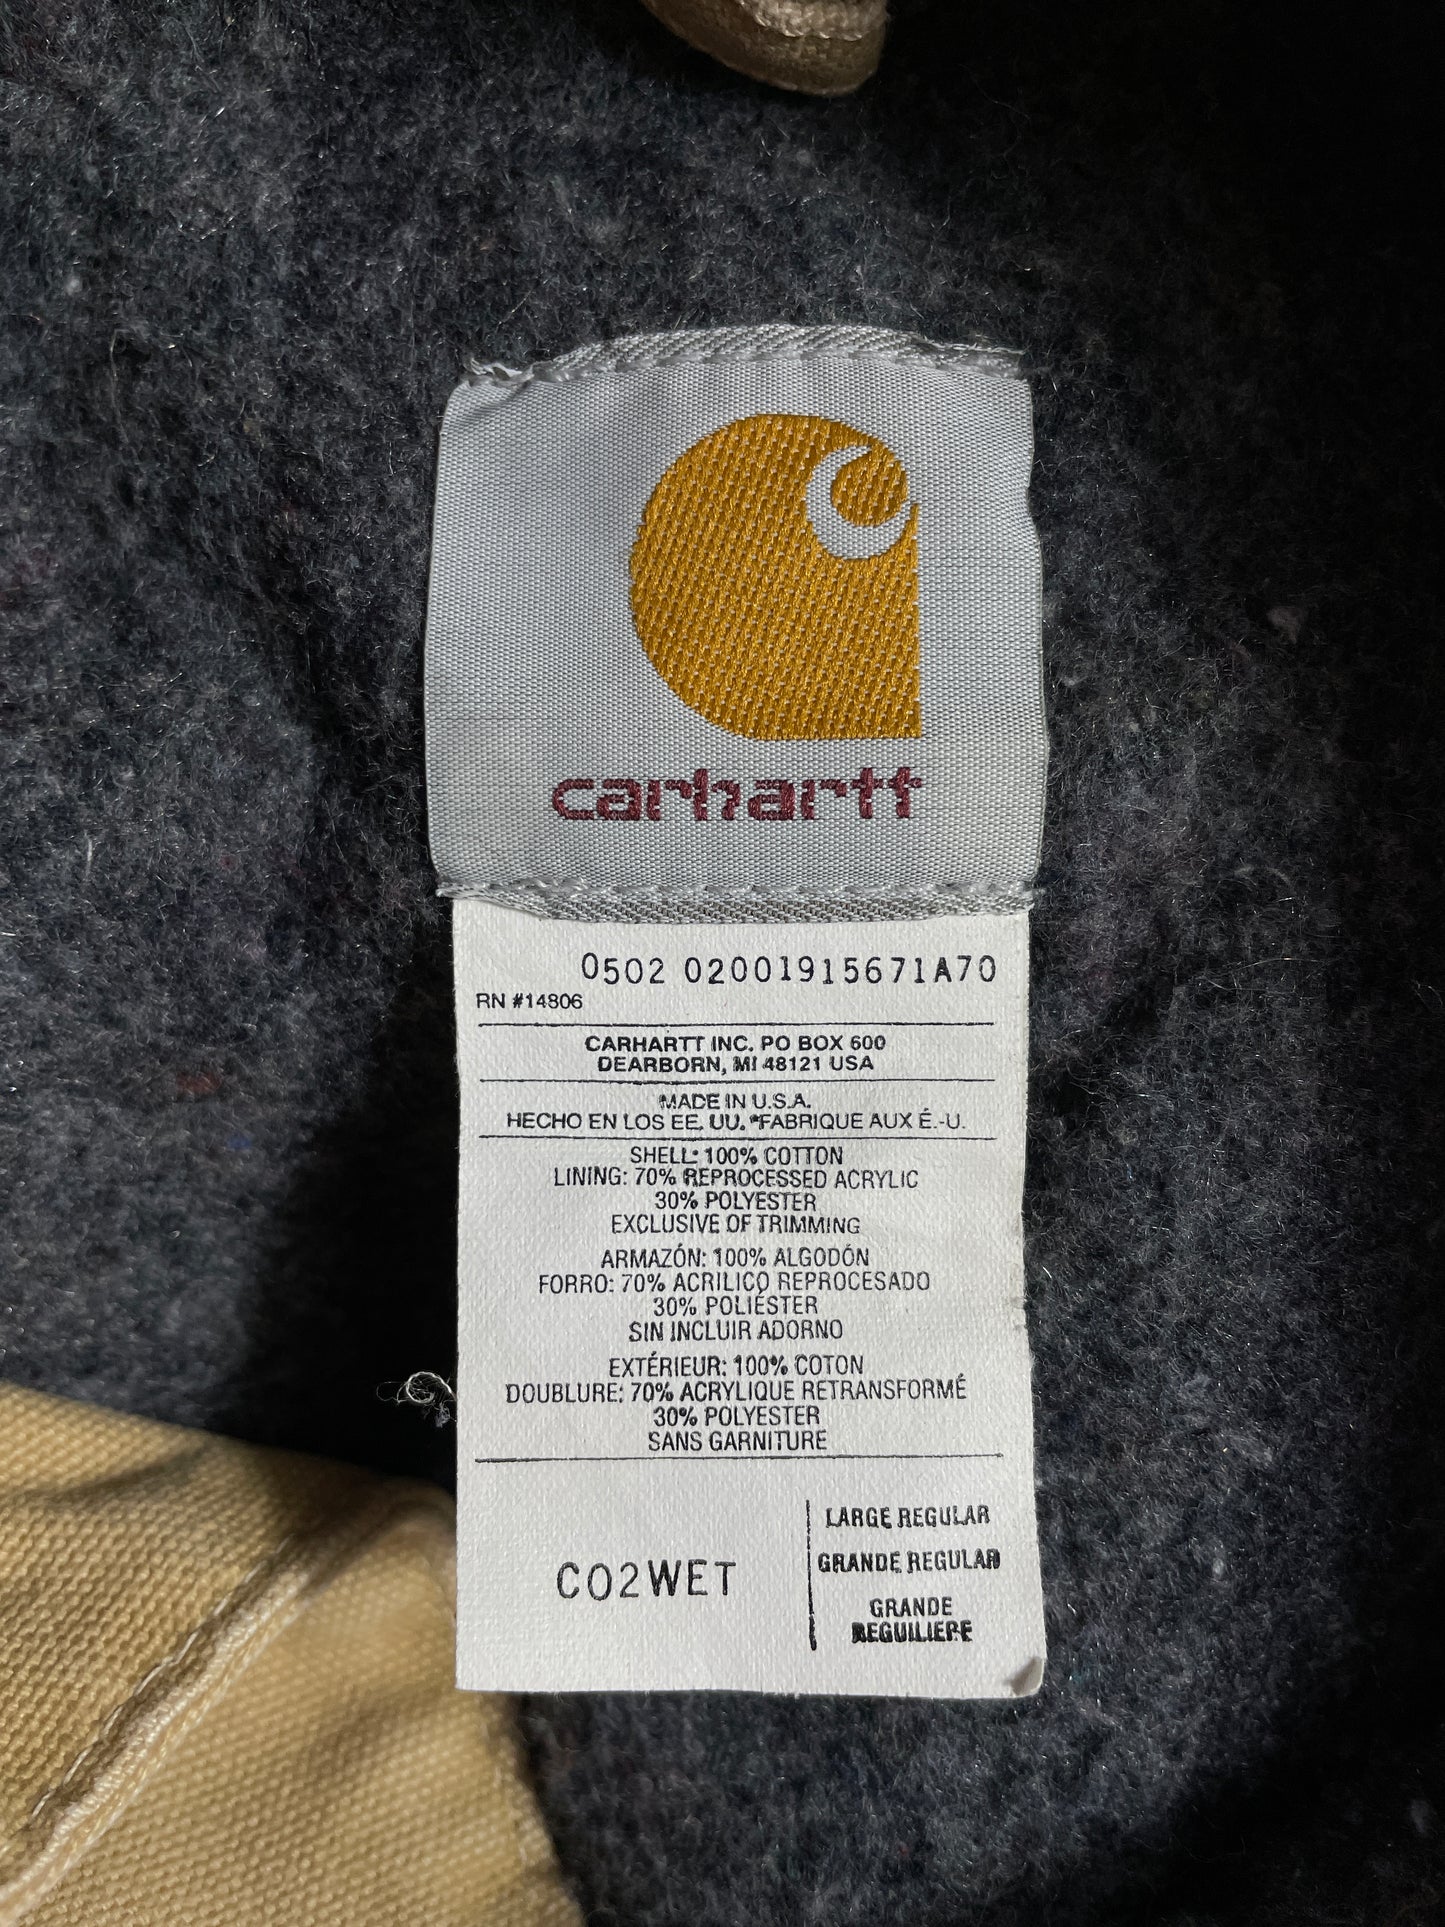 carhartt
0502 02001915671A70
RN #14806
CARHARTT INC. PO BOX 600
DEARBORN, MI 48121 USA
MADE IN U.S.A.
HECHO EN LOS EE. UU. *FABRIQUE AUX É.-U.
SHELL: 100% COTTON
LINING: 70% REPROCESSED ACRYLIC
30% POLYESTER
EXCLUSIVE OF TRIMMING
ARMAZÓN: 100% ALGODÓN
FORRO: 70% ACRILICO REPROCESADO
30% POLIÉSTER
SIN INCLUIR ADORNO
EXTÉRIEUR: 100% COTON
DOUBLURE: 70% ACRYLIQUE RETRANSFORMÉ
30% POLYESTER
SANS GARNITURE
C02WET
LARGE REGULAR
GRANDE REGULAR
GRANDE
REGUILIERE